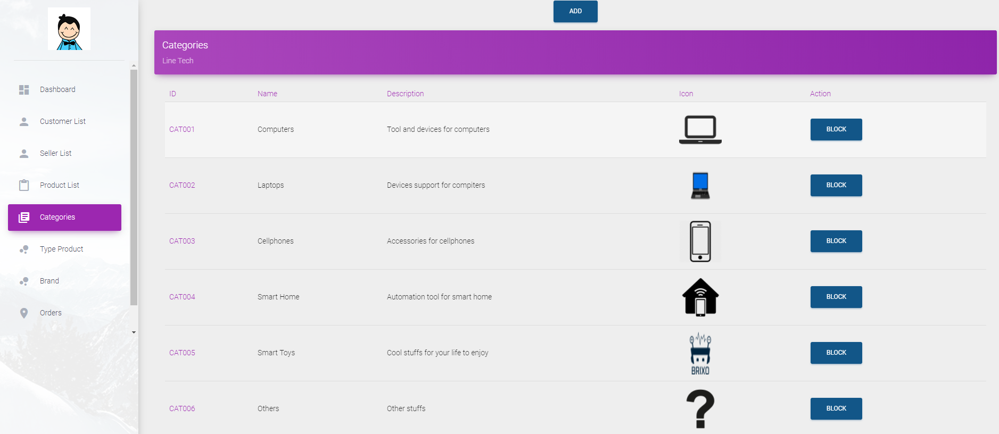 ADD
Categories
Line Tech
Dashboard
Customer List
Seller List
Product List
Categories
Type Product
Brand
Orders
ID Name Description Icon Action
CAT001 Computers Tool and devices for computers BLOCK
CAT002 Laptops Devices support for compiters BLOCK
CAT003 Cellphones Accessories for cellphones BLOCK
CAT004 Smart Home Automation tool for smart home BLOCK
CAT005 Smart Toys Cool stuffs for your life to enjoy BRIXO BLOCK
CAT006 Others Other stuffs ? BLOCK